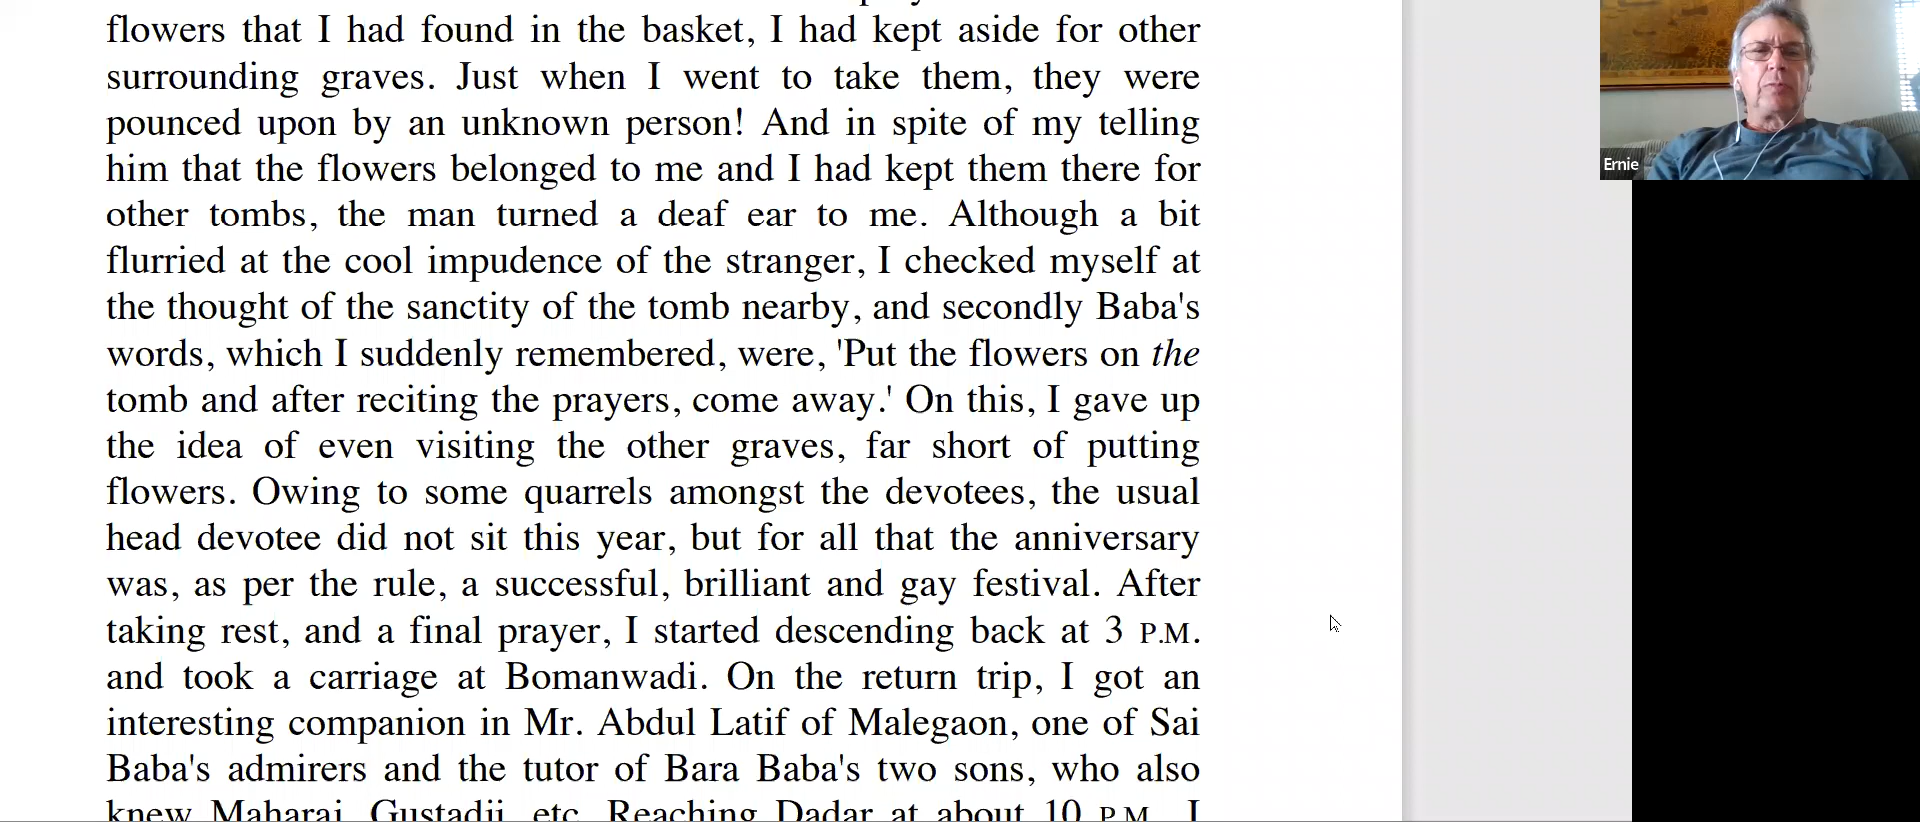 flowers that I had found in the basket, I had kept aside for other
surrounding graves. Just when I went to take them, they were
pounced upon by an unknown person! And in spite of my telling
him that the flowers belonged to me and I had kept them there for
other tombs, the man turned a deaf ear to me. Although a bit
flurried at the cool impudence of the stranger, I checked myself at
the thought of the sanctity of the tomb nearby, and secondly Baba's
words, which I suddenly remembered, were, 'Put the flowers on the
tomb and after reciting the prayers, come away.' On this, I gave up
the idea of even visiting the other graves, far short of putting
flowers. Owing to some quarrels amongst the devotees, the usual
head devotee did not sit this year, but for all that the anniversary
was, as per the rule, a successful, brilliant and gay festival. After
taking rest, and a final prayer, I started descending back at 3 P.M.
and took a carriage at Bomanwadi. On the return trip, I got an
interesting companion in Mr. Abdul Latif of Malegaon, one of Sai
Baba's admirers and the tutor of Bara Baba's two sons, who also
knew Maharaj, Gustadji, etc. Reaching Dadar at about 10 P.M., I
Ernie